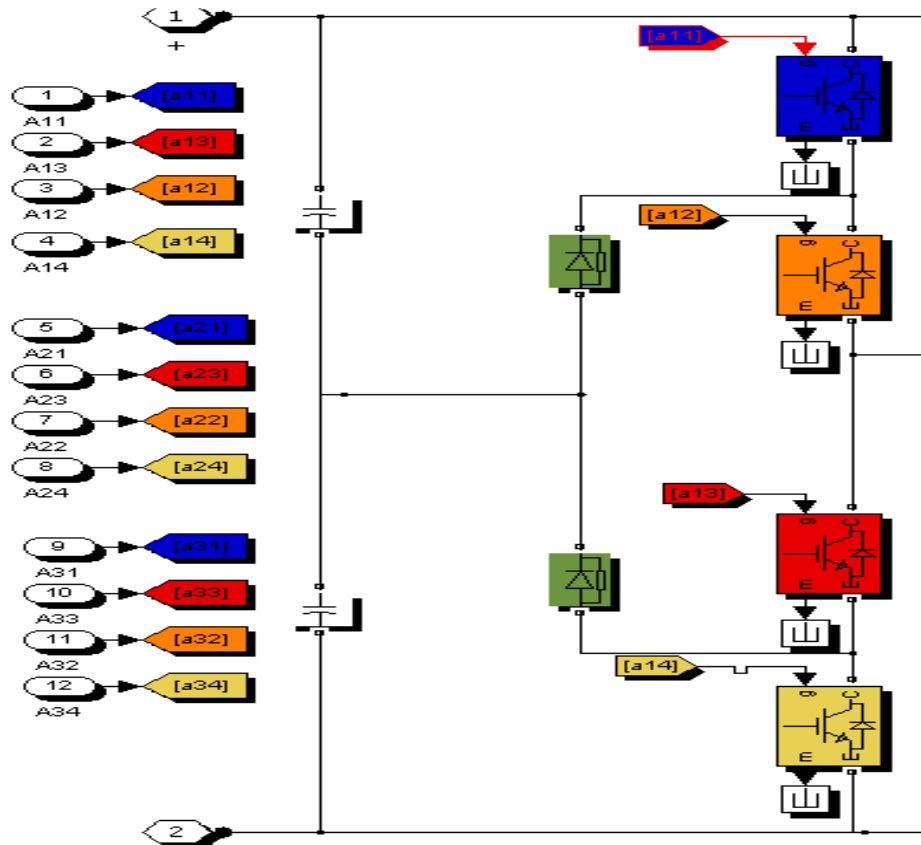 1
+
1
[a11]
A11
2
[a13]
A13
3
[a12]
A12
4
[a14]
A14
5
[a21]
A21
6
[a23]
A23
7
[a22]
A22
8
[a24]
A24
9
[a31]
A31
10
[a33]
A33
11
[a32]
A32
12
[a34]
A34
2
[a11]
g C
m E
[a12]
g C
m E
[a13]
g C
m E
[a14]
g C
m E